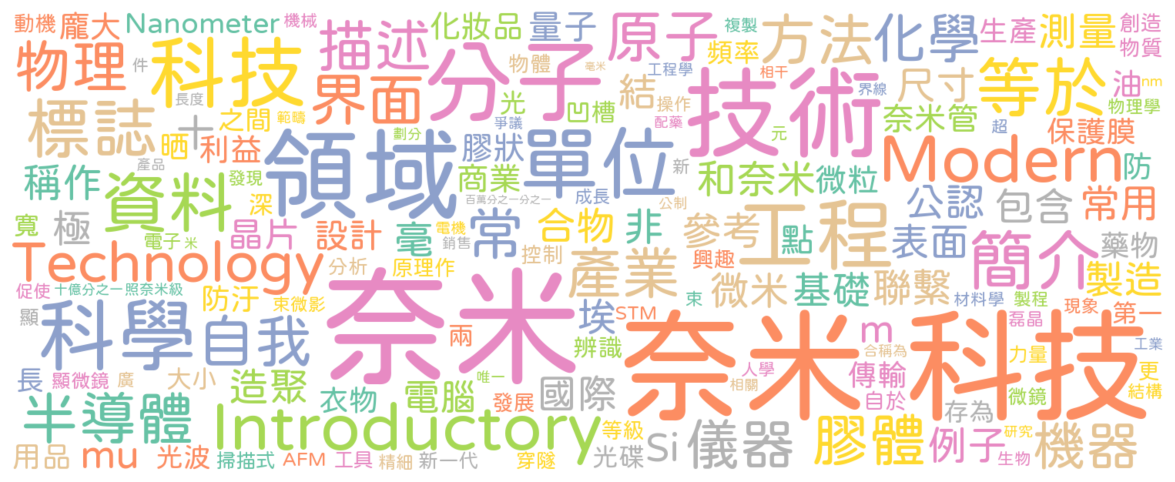 動機 龐大 Nanometer 機械 化妝品 量子 原子 複製 方法 化學 生產 測量 創造
物理 科技 件 描述 分子 物體 毫米 工程學 頻率 相干 技術 界線 尺寸 等於 油 nm 物質
長度 範疇 界面 光 凹槽 結 操作 配藥 奈米管 物理學
標誌 十 之間 劃分 爭議 元 超 保護膜
晒 利益 領域 膠狀 單位 新 和奈米 微粒 Modern 防
稱作 產品 資料 發現 商業 百萬分之一分之一 成長 公制 公認 包含 常用
寬 極 深 晶片 設計 毫 電機 常 合物 非 參考 工程 點 表面 簡介 藥物
電子 米 銷售 控制 產業 興趣 製造
Technology 分析 原理作 微米 基礎 聯繫 材料學 製程 現象
促使 十億分之一 照奈米級 防汙 束微影 奈米 埃 STM 束 奈米科技 磊晶 第一
顯 科學 自我 兩 辨識 m 合稱為 力量 工業
長 顯微鏡 廣 大小 造聚 衣物 電腦 唯一 發展 國際 人學 相關 傳輸 自於 微鏡 更 結構
半導體 Introductory 等級 存為
用品 mu 光波 掃描式 AFM 工具 精細 新一代 穿隧 光碟 Si 儀器 膠體 例子 研究 生物 機器